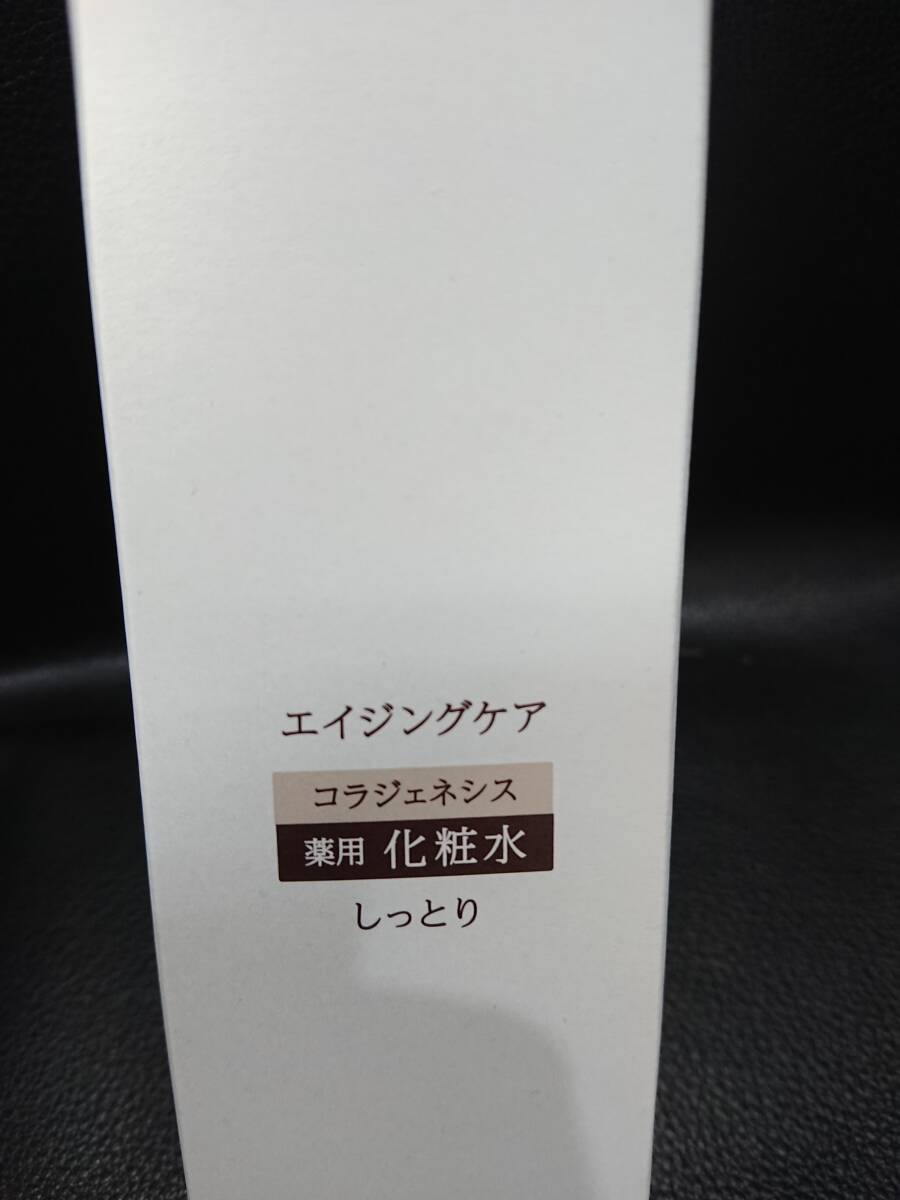 エイジングケア
コラジェネシス
薬用 化粧水
しっとり